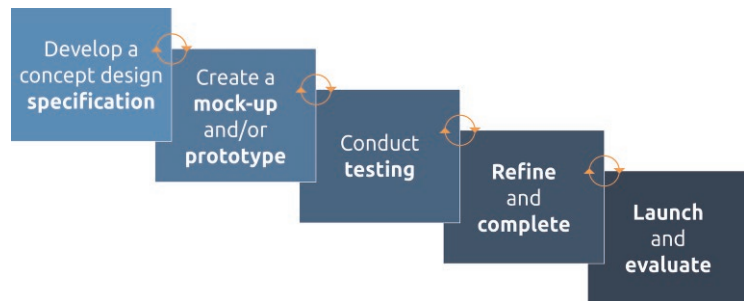 Develop a
concept design
specification
Create a
mock-up
and/or
prototype
Conduct
testing
Refine
and
complete
Launch
and
evaluate